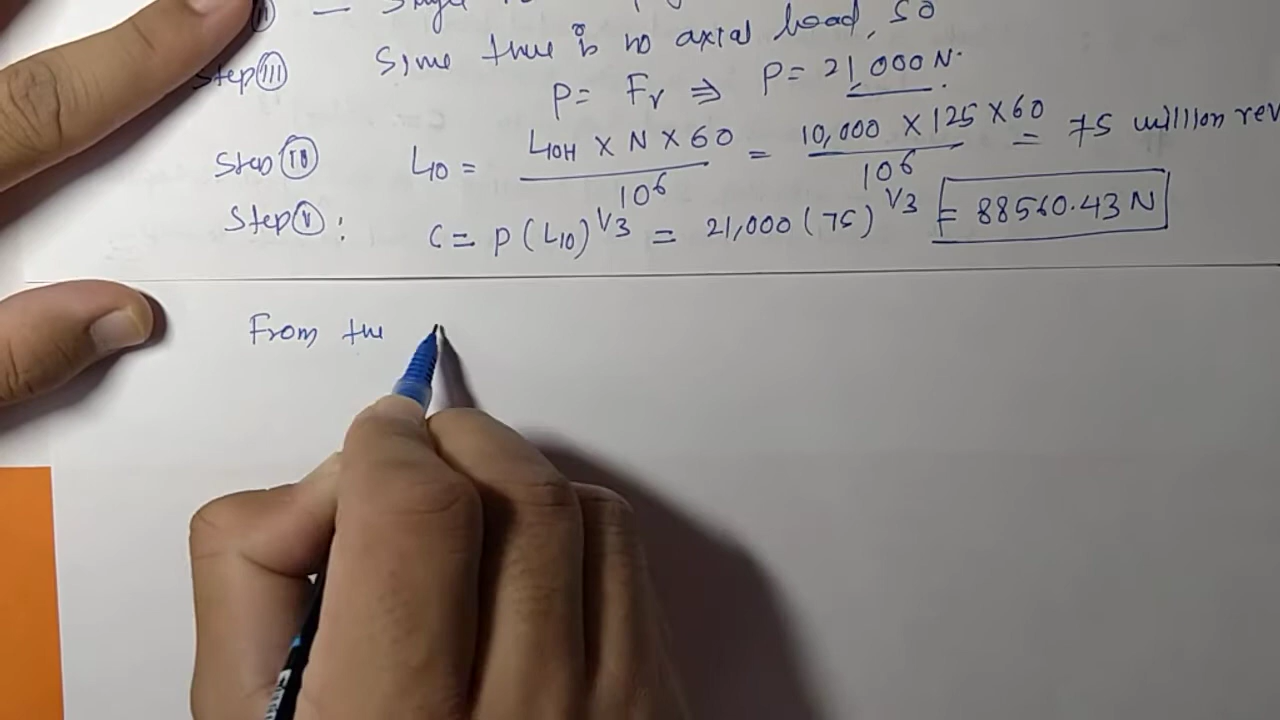 Step (III) Since there is no axial load, so
P = Fr ⇒ P = 21,000 N.
Step (IV) L10 = L10H X N X 60 / 10^6 = 10,000 X 125 X 60 / 10^6 = 75 million rev
Step (V) : C = P (L10)^1/3 = 21,000 (75)^1/3 = 88560.43 N
From the